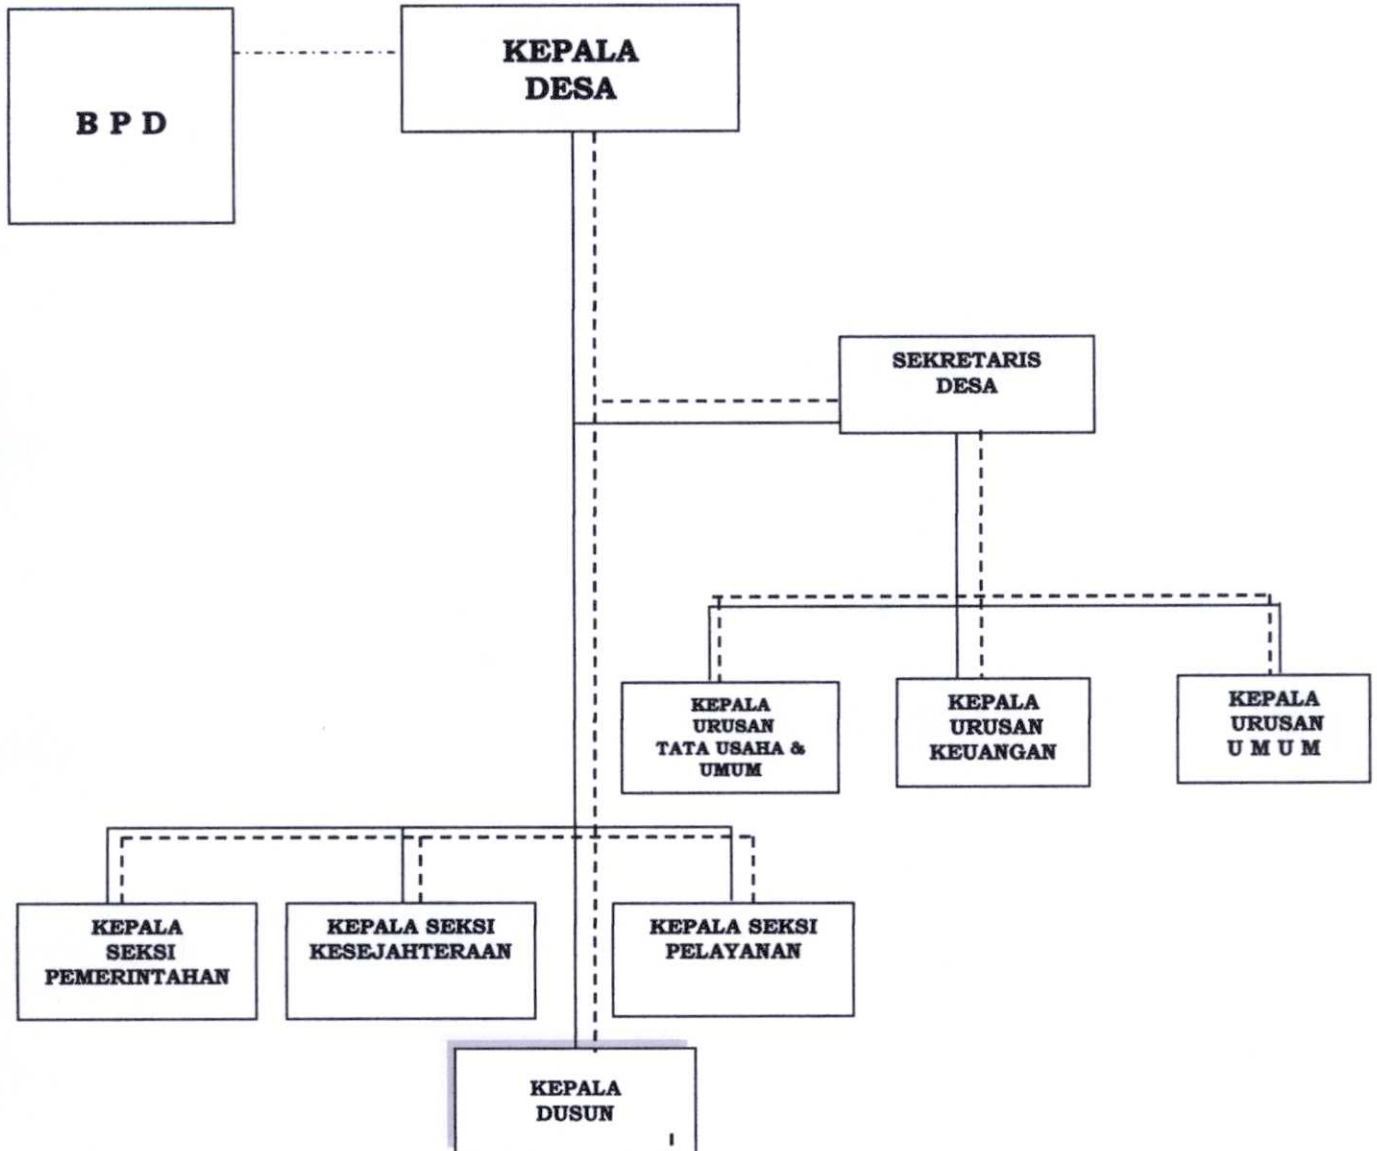 KEPALA
DESA
B P D
SEKRETARIS
DESA
KEPALA
URUSAN
TATA USAHA &
UMUM
KEPALA
URUSAN
KEUANGAN
KEPALA
URUSAN
U M U M
KEPALA
SEKSI
PEMERINTAHAN
KEPALA SEKSI
KESEJAHTERAAN
KEPALA SEKSI
PELAYANAN
KEPALA
DUSUN